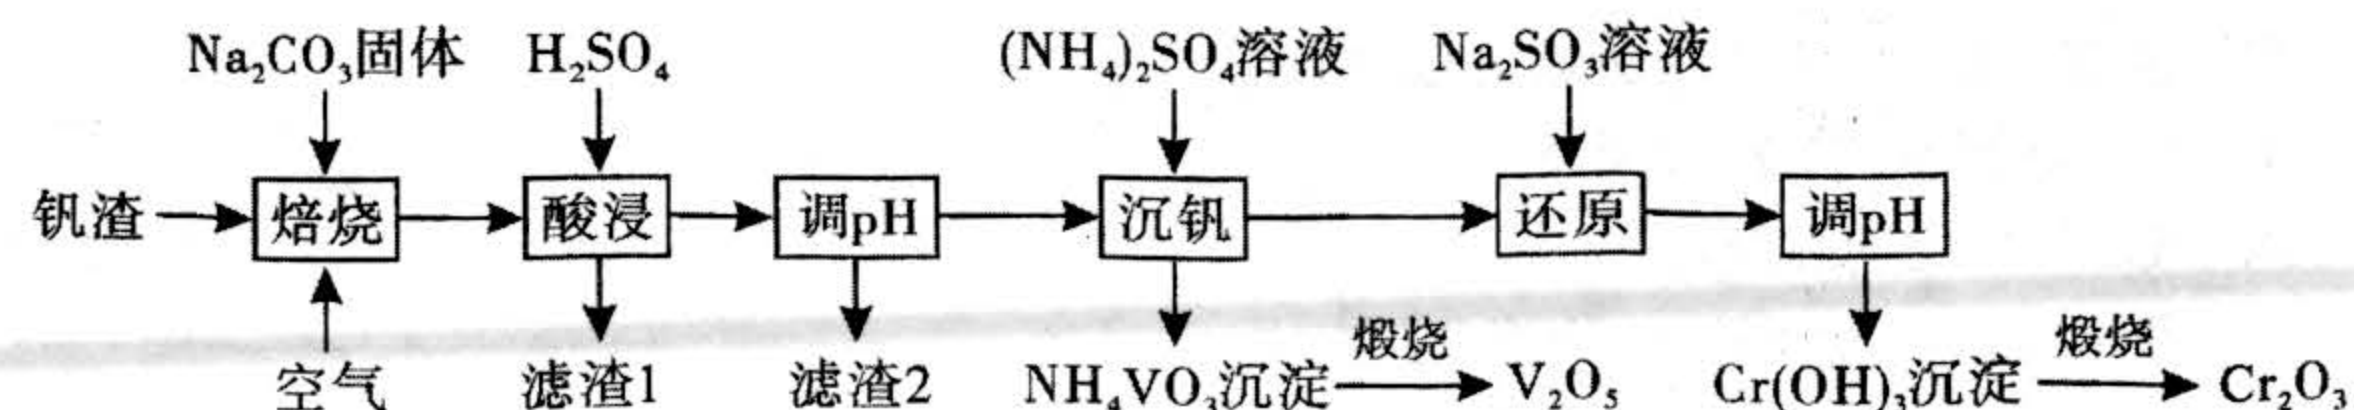 Na₂CO₃固体 H₂SO₄ (NH₄)₂SO₄溶液 Na₂SO₃溶液
钒渣 焙烧 酸浸 调pH 沉钒 还原 调pH
煅烧 煅烧
空气 滤渣1 滤渣2 NH₄VO₃沉淀 V₂O₅ Cr(OH)₃沉淀 Cr₂O₃